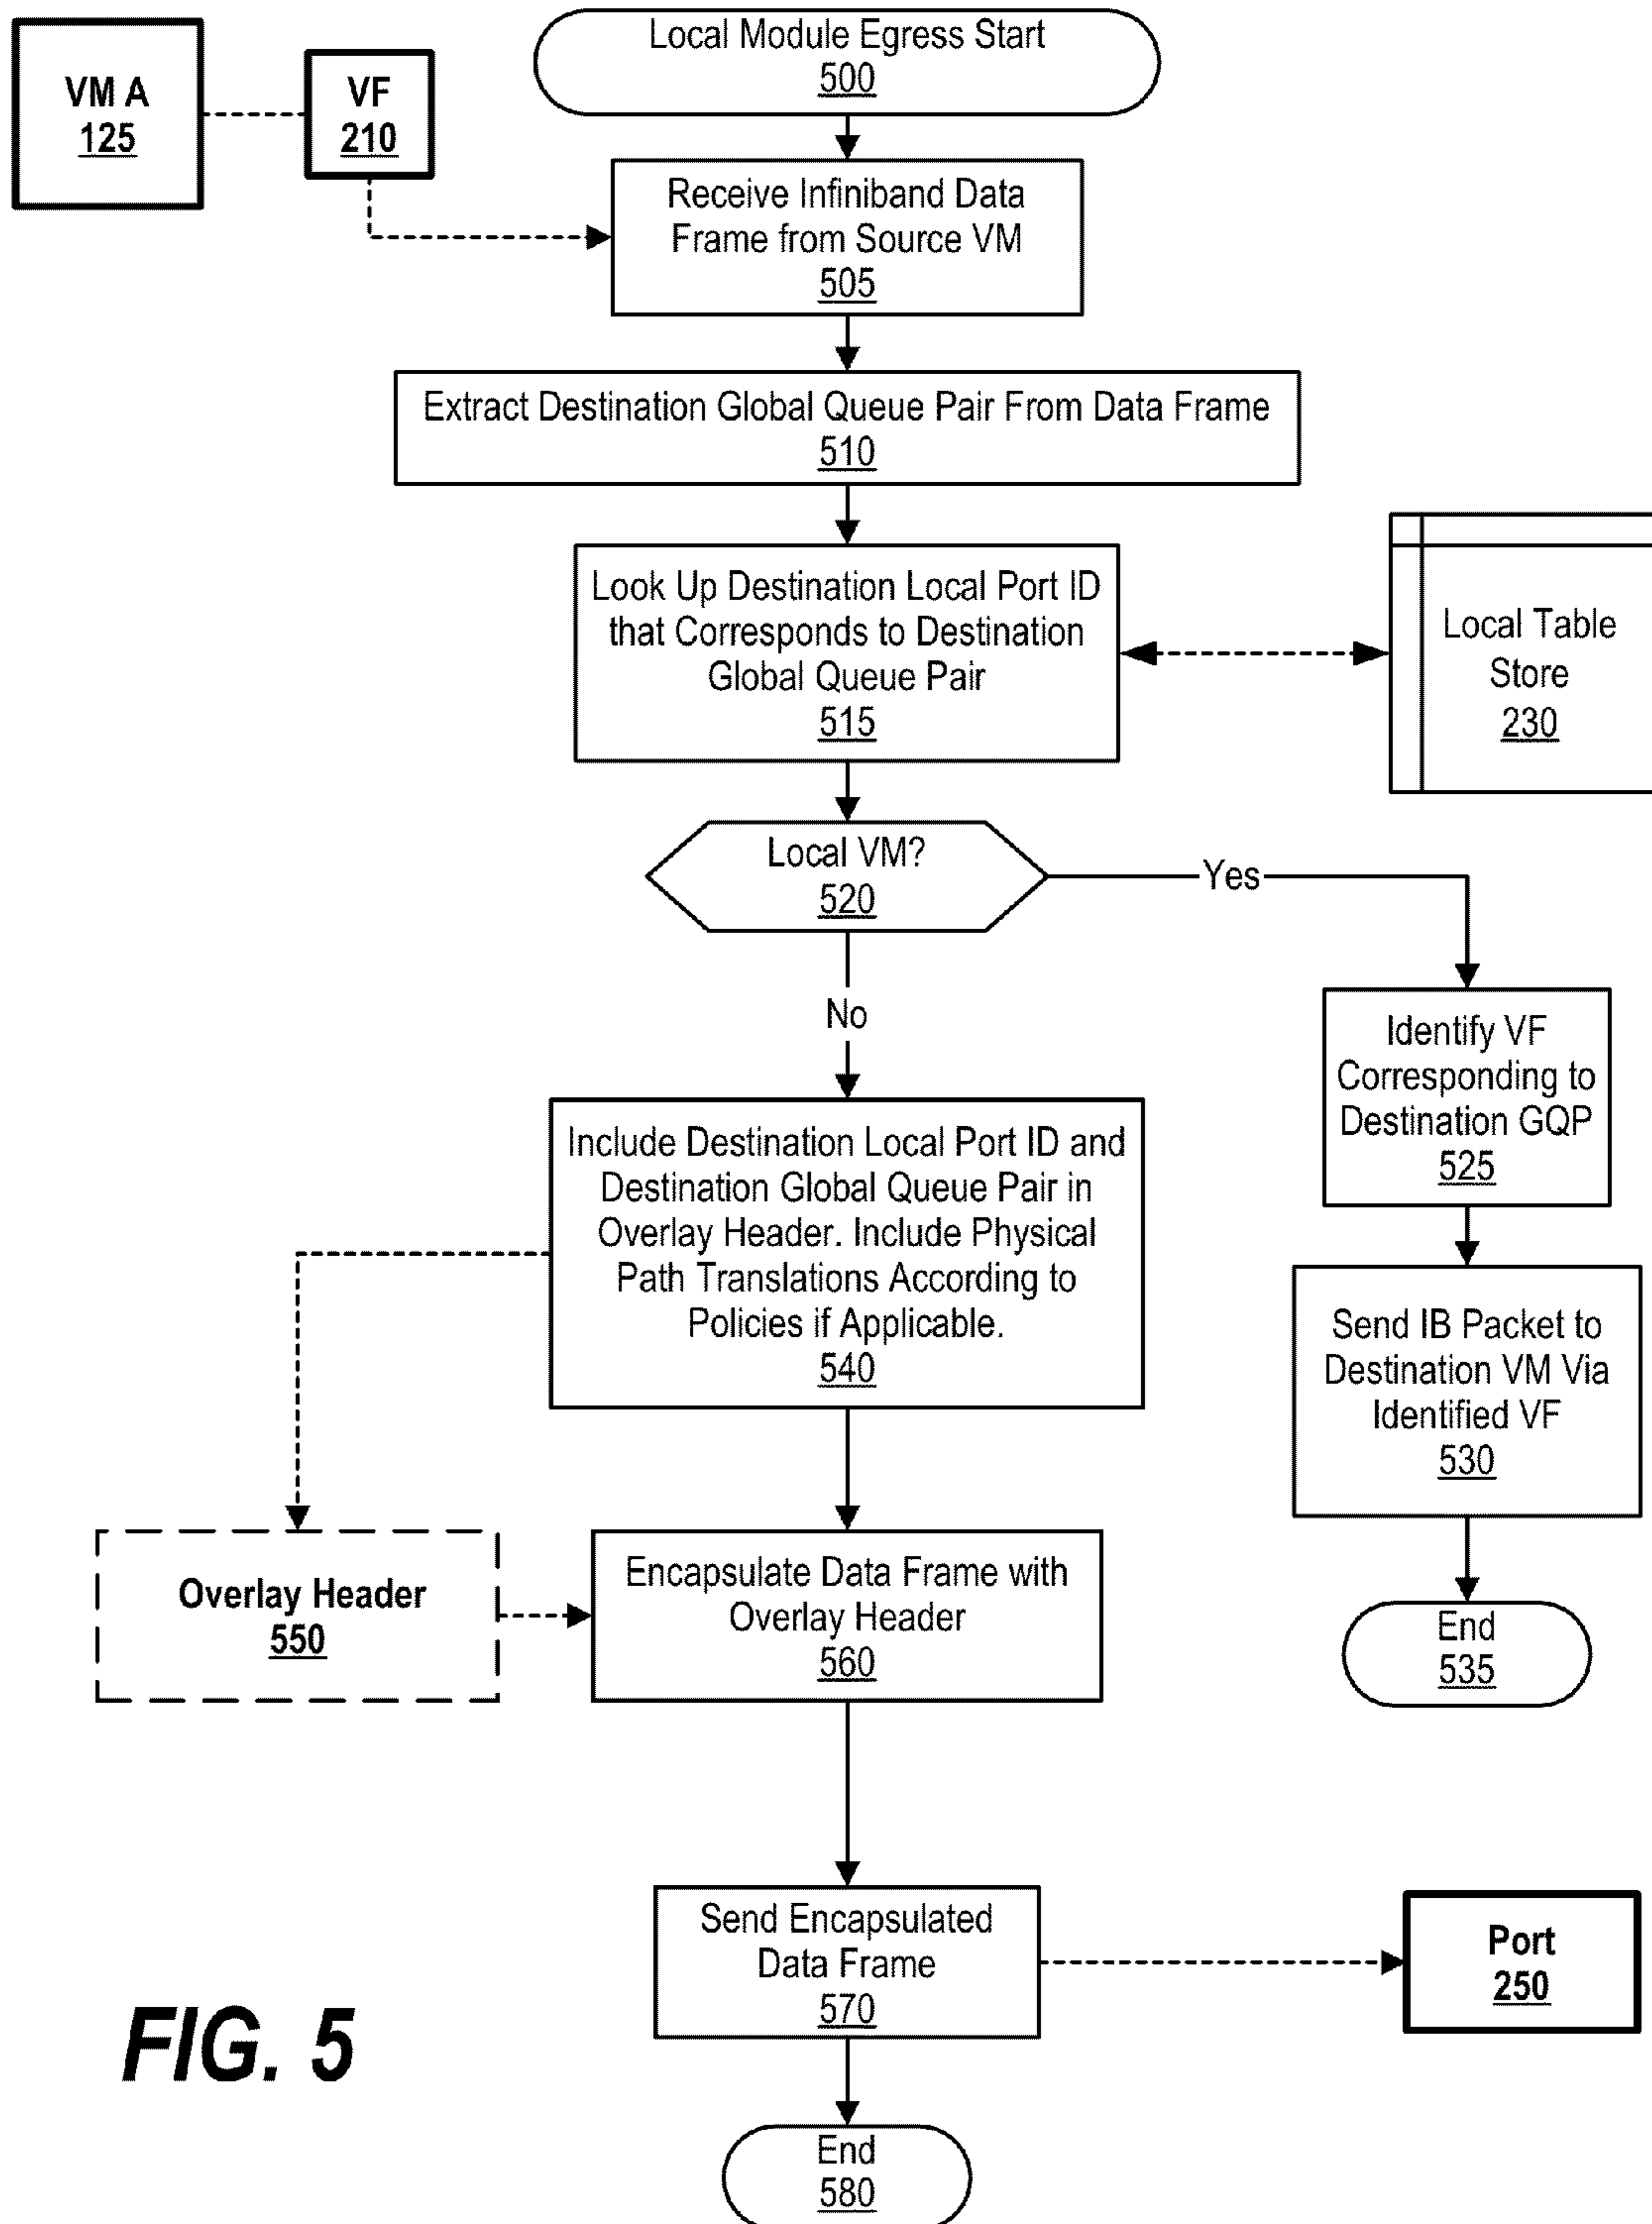 Local Module Egress Start
500
VM A
125
VF
210
Receive Infiniband Data
Frame from Source VM
505
Extract Destination Global Queue Pair From Data Frame
510
Look Up Destination Local Port ID
that Corresponds to Destination
Global Queue Pair
515
Local Table
Store
230
Local VM?
520
Yes
No
Identify VF
Corresponding to
Destination GQP
525
Include Destination Local Port ID and
Destination Global Queue Pair in
Overlay Header. Include Physical
Path Translations According to
Policies if Applicable.
540
Send IB Packet to
Destination VM Via
Identified VF
530
Overlay Header
550
Encapsulate Data Frame with
Overlay Header
560
End
535
Send Encapsulated
Data Frame
570
Port
250
FIG. 5
End
580